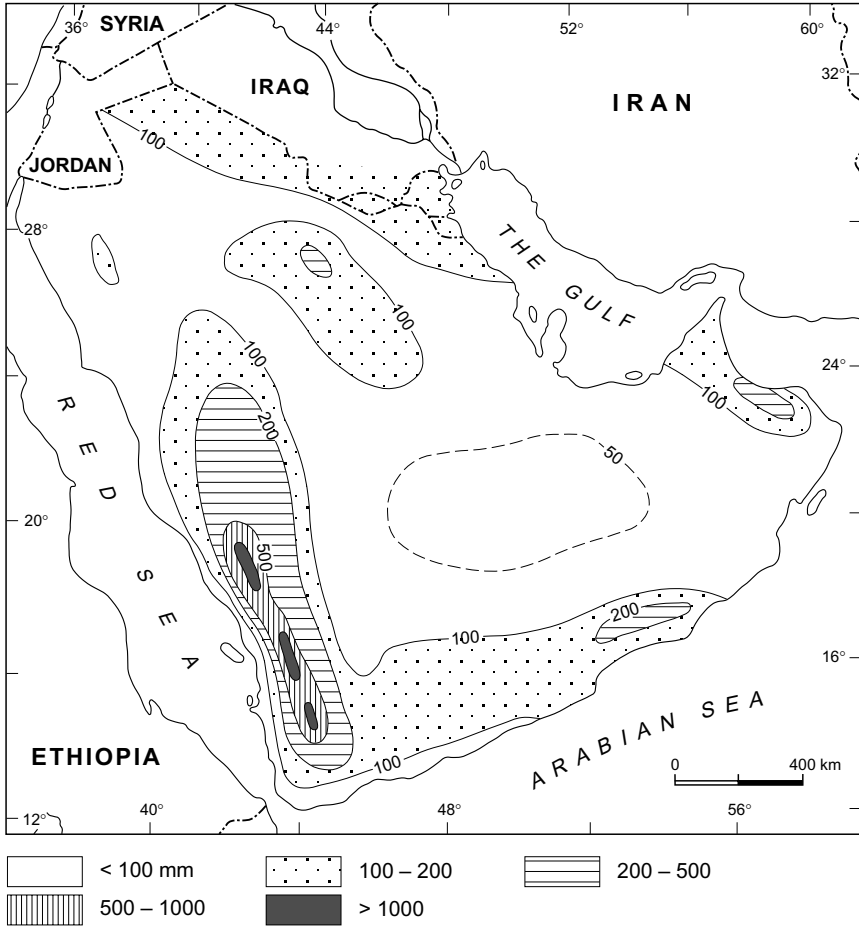 36°
44°
52°
60°
SYRIA
IRAQ
IRAN
32°
100
JORDAN
28°
THE GULF
100
100
200
100
24°
50
RED SEA
20°
500
200
100
16°
ARABIAN SEA
ETHIOPIA
100
0 400 km
12°
40°
48°
56°
< 100 mm
100 – 200
200 – 500
500 – 1000
> 1000